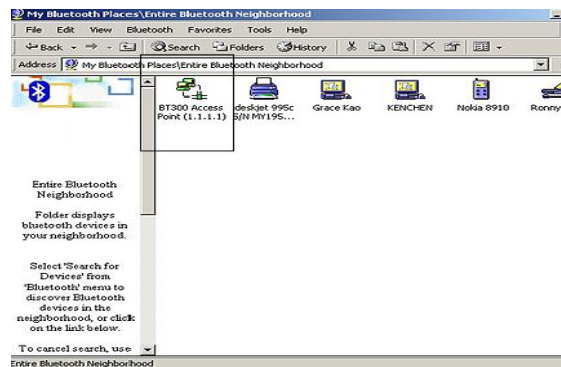 My Bluetooth Places\Entire Bluetooth Neighborhood
File Edit View Bluetooth Favorites Tools Help
Back Search Folders History
Address My Bluetooth Places\Entire Bluetooth Neighborhood
BT300 Access
Point (1.1.1.1)
deskjet 995c
S/N MY195...
Grace Kao
KENCHEN
Nokia 8910
Ronny
Entire Bluetooth
Neighborhood
Folder displays
bluetooth devices in
your neighborhood.
Select 'Search for
Devices' from
'Bluetooth' menu to
discover Bluetooth
devices in the
neighborhood, or click
on the link below.
To cancel search, use
Entire Bluetooth Neighborhood